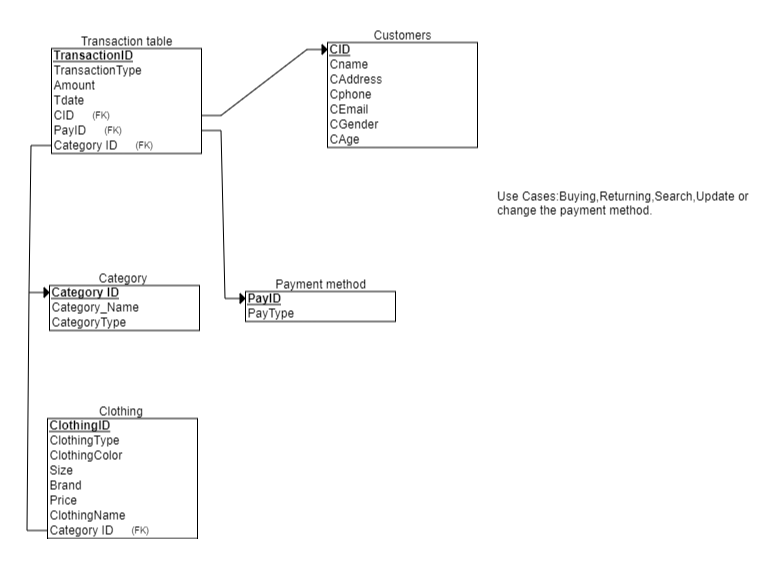 Transaction table
TransactionID
TransactionType
Amount
Tdate
CID (FK)
PayID (FK)
Category ID (FK)
Customers
CID
Cname
CAddress
Cphone
CEmail
CGender
CAge
Use Cases:Buying,Returning,Search,Update or
change the payment method.
Category
Category ID
Category_Name
CategoryType
Payment method
PayID
PayType
Clothing
ClothingID
ClothingType
ClothingColor
Size
Brand
Price
ClothingName
Category ID (FK)